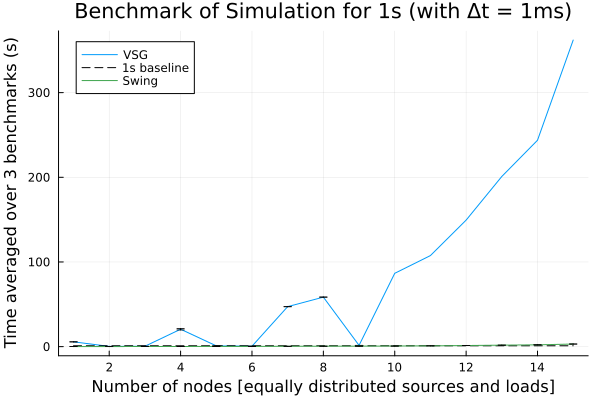 Benchmark of Simulation for 1s (with Δt = 1ms)
VSG
1s baseline
Swing
Time averaged over 3 benchmarks (s)
300
200
100
0
2 4 6 8 10 12 14
Number of nodes [equally distributed sources and loads]